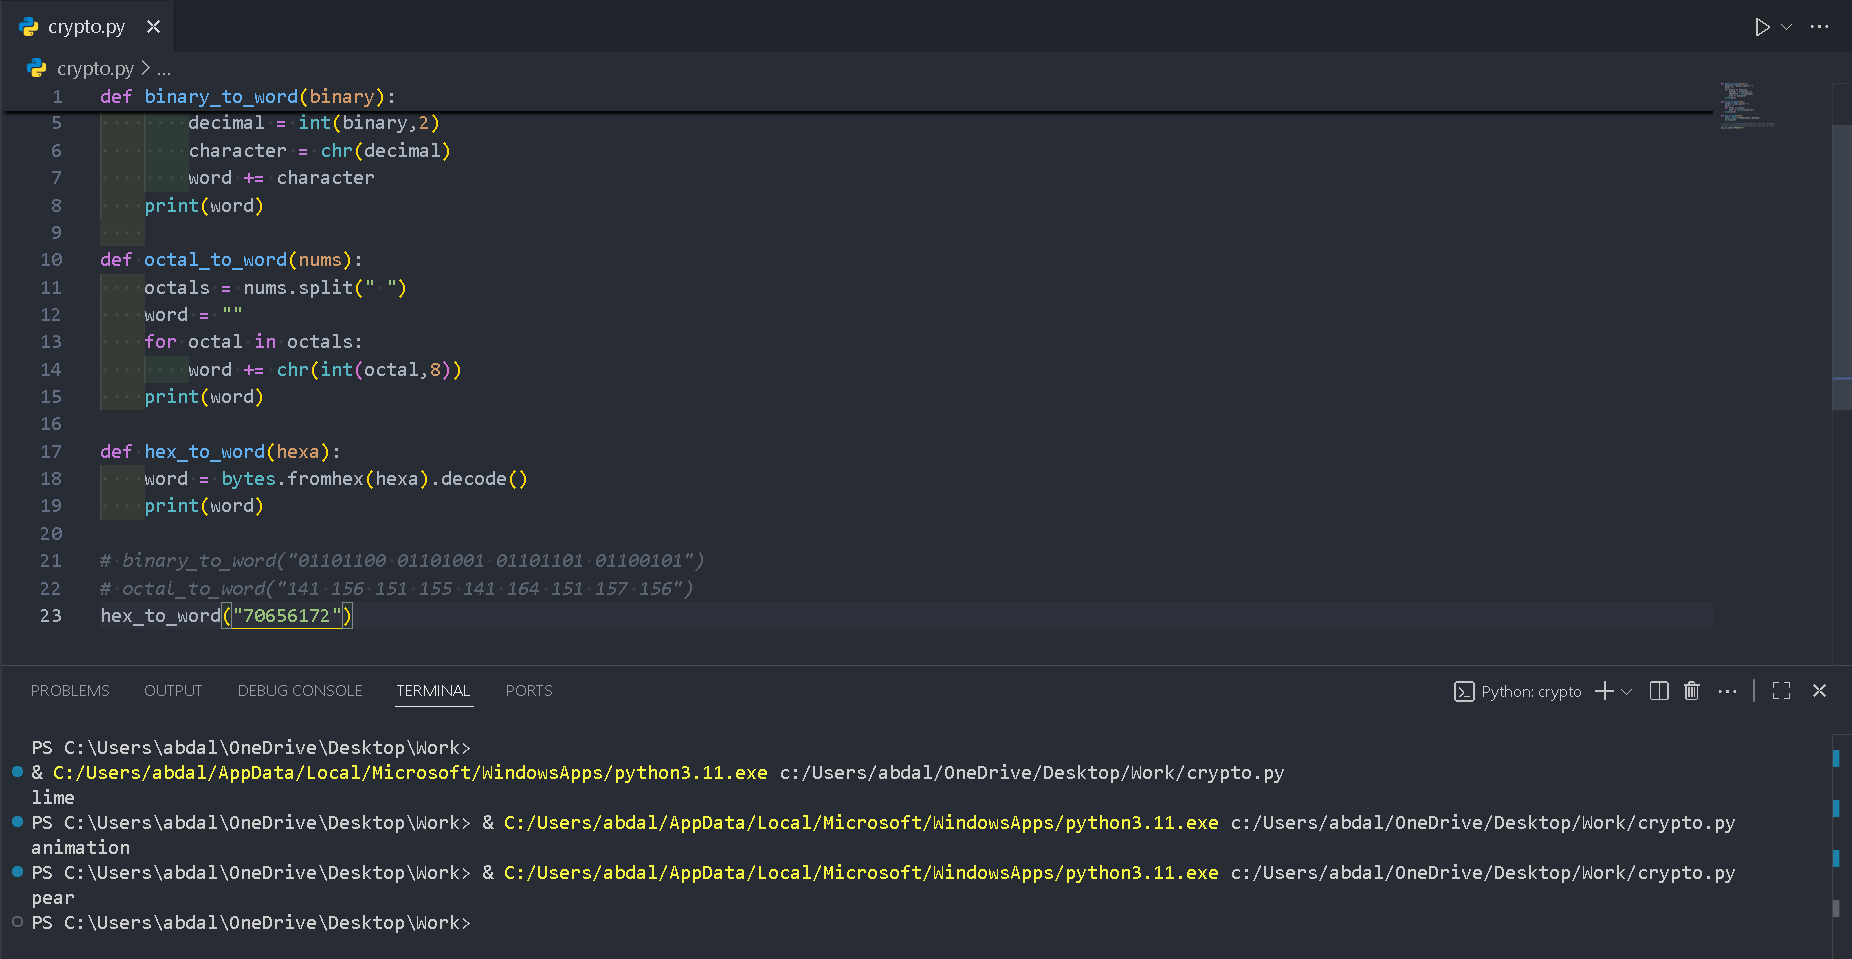 crypto.py
crypto.py > ...
1 def binary_to_word(binary):
5 decimal = int(binary,2)
6 character = chr(decimal)
7 word += character
8 print(word)
9
10 def octal_to_word(nums):
11 octals = nums.split(" ")
12 word = ""
13 for octal in octals:
14 word += chr(int(octal,8))
15 print(word)
16
17 def hex_to_word(hexa):
18 word = bytes.fromhex(hexa).decode()
19 print(word)
20
21 # binary_to_word("01101100 01101001 01101101 01100101")
22 # octal_to_word("141 156 151 155 141 164 151 157 156")
23 hex_to_word("70656172")
PROBLEMS OUTPUT DEBUG CONSOLE TERMINAL PORTS Python: crypto
PS C:\Users\abdal\OneDrive\Desktop\Work>
& C:/Users/abdal/AppData/Local/Microsoft/WindowsApps/python3.11.exe c:/Users/abdal/OneDrive/Desktop/Work/crypto.py
lime
PS C:\Users\abdal\OneDrive\Desktop\Work> & C:/Users/abdal/AppData/Local/Microsoft/WindowsApps/python3.11.exe c:/Users/abdal/OneDrive/Desktop/Work/crypto.py
animation
PS C:\Users\abdal\OneDrive\Desktop\Work> & C:/Users/abdal/AppData/Local/Microsoft/WindowsApps/python3.11.exe c:/Users/abdal/OneDrive/Desktop/Work/crypto.py
pear
PS C:\Users\abdal\OneDrive\Desktop\Work>